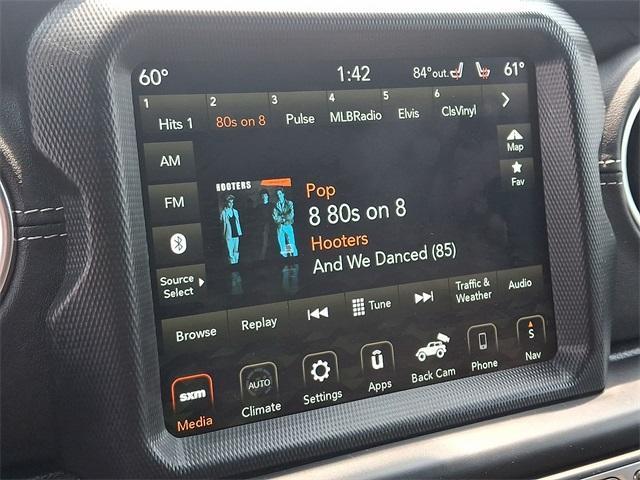 60°
1:42
84°out.
61°
1
2
3
4
5
6
Hits 1
80s on 8
Pulse
MLBRadio
Elvis
ClsVinyl
AM
FM
Source
Select
Map
Fav
HOOTERS
Pop
8 80s on 8
Hooters
And We Danced (85)
Browse
Replay
Tune
Traffic &
Weather
Audio
sxm
Media
AUTO
Climate
Settings
Apps
Back Cam
Phone
S
Nav